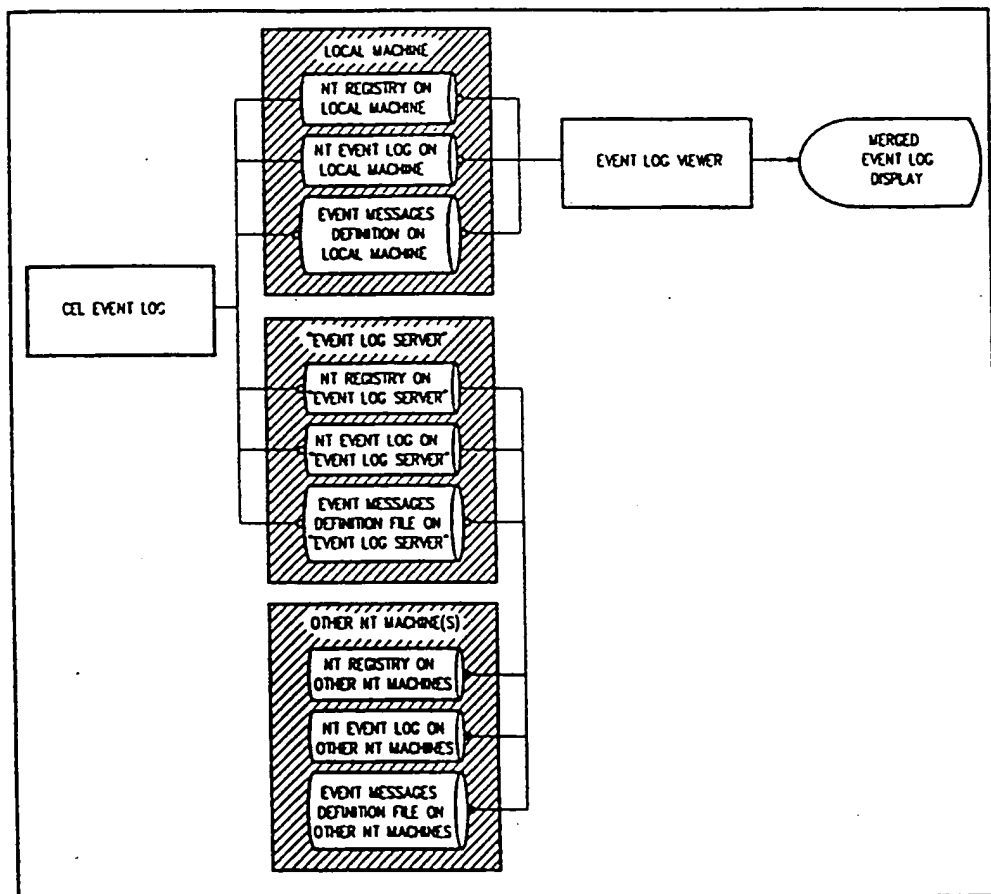 LOCAL MACHINE
NT REGISTRY ON
LOCAL MACHINE
NT EVENT LOG ON
LOCAL MACHINE
EVENT MESSAGES
DEFINITION ON
LOCAL MACHINE
EVENT LOG VIEWER
MERGED
EVENT LOG
DISPLAY
CEL EVENT LOG
"EVENT LOG SERVER"
NT REGISTRY ON
"EVENT LOG SERVER"
NT EVENT LOG ON
"EVENT LOG SERVER"
EVENT MESSAGES
DEFINITION FILE ON
"EVENT LOG SERVER"
OTHER NT MACHINE(S)
NT REGISTRY ON
OTHER NT MACHINES
NT EVENT LOG ON
OTHER NT MACHINES
EVENT MESSAGES
DEFINITION FILE ON
OTHER NT MACHINES